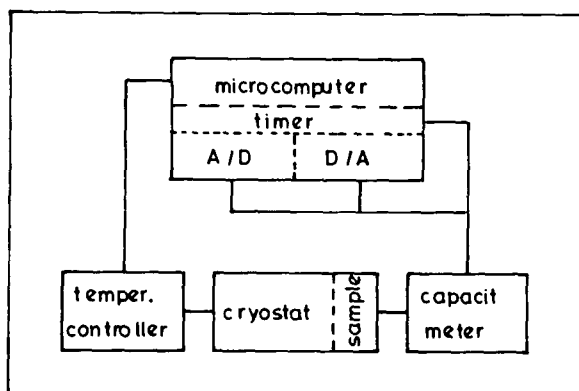 microcomputer
timer
A/D
D/A
temper.
controller
cryostat
sample
capacit
meter